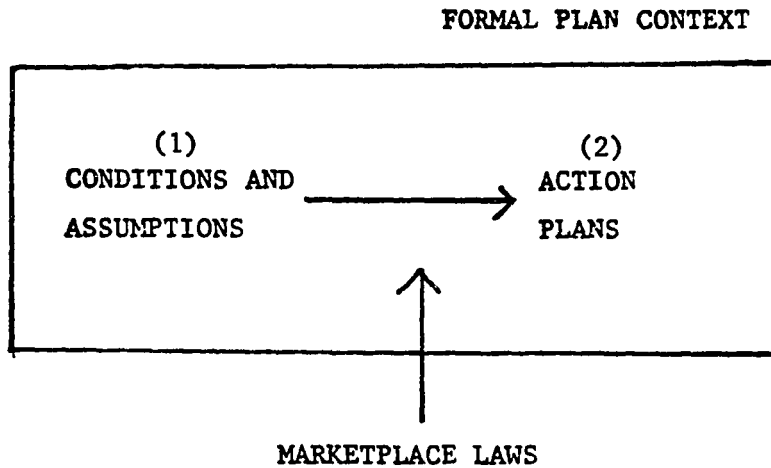 FORMAL PLAN CONTEXT
(1)
CONDITIONS AND
ASSUMPTIONS
(2)
ACTION
PLANS
MARKETPLACE LAWS